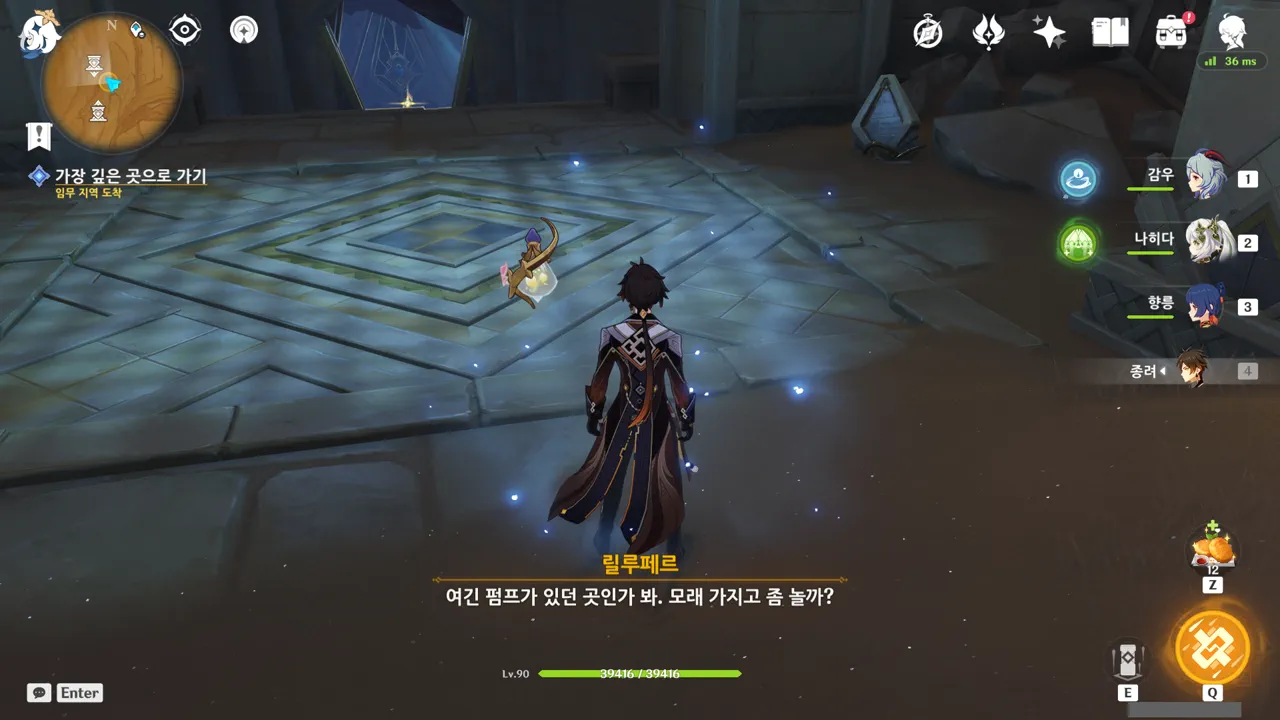 N
36 ms
가장 깊은 곳으로 가기
임무 지역 도착
감우
1
나히다
2
향릉
3
종려
4
릴루페르
여긴 펌프가 있던 곳인가 봐. 모래 가지고 좀 놀까?
12
Z
Lv.90
39416 / 39416
Enter
E
Q